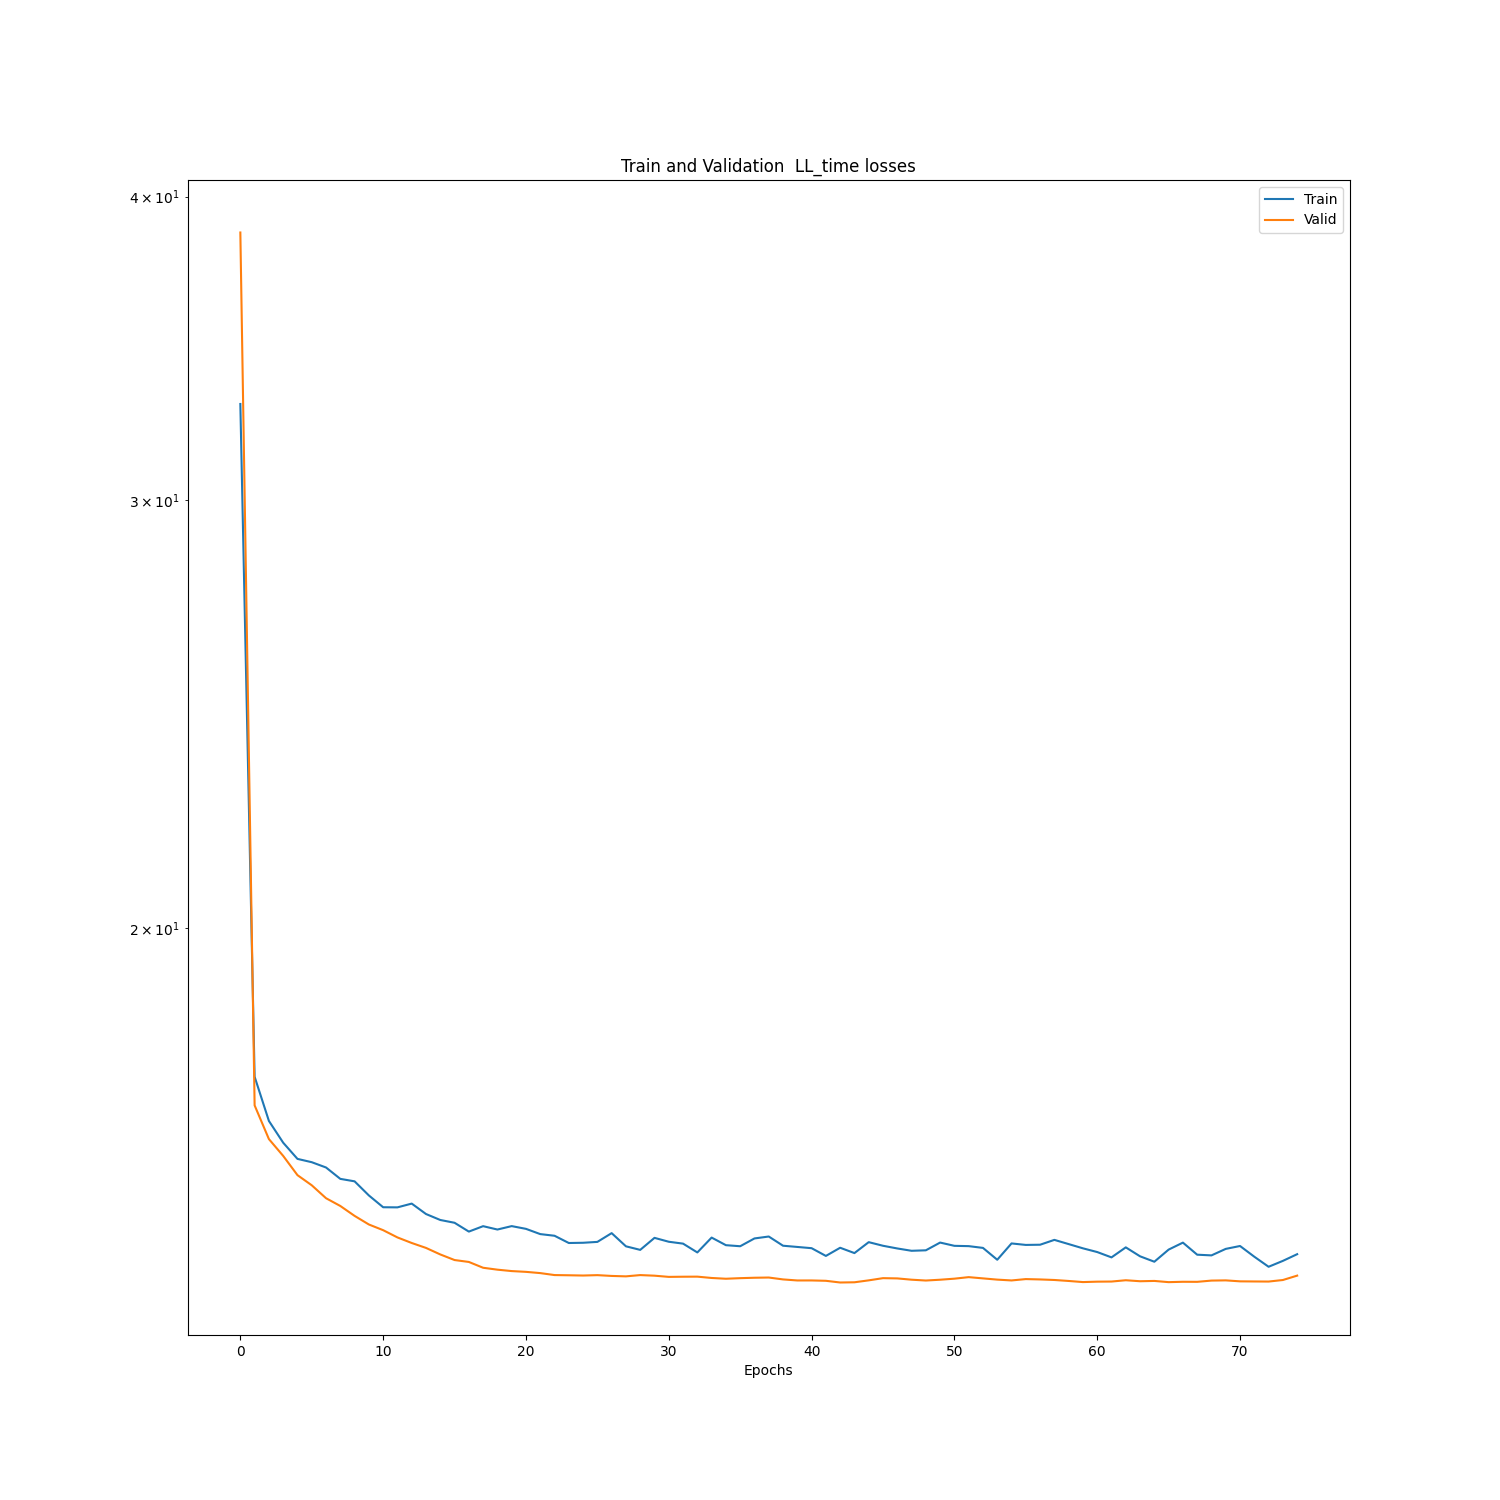 Train and Validation  LL_time losses
4 × 10¹
Train
Valid
3 × 10¹
2 × 10¹
0 10 20 30 40 50 60 70
Epochs